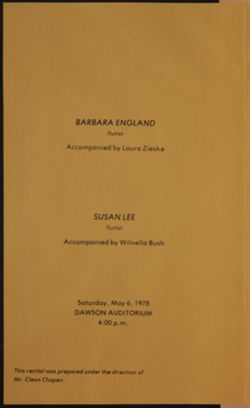 BARBARA ENGLAND
flutist
Accompanied by Laura Zieske
SUSAN LEE
flutist
Accompanied by Wilnella Bush
Saturday, May 6, 1978
DAWSON AUDITORIUM
4:00 p.m.
This recital was prepared under the direction of
Mr. Clean Chapen.